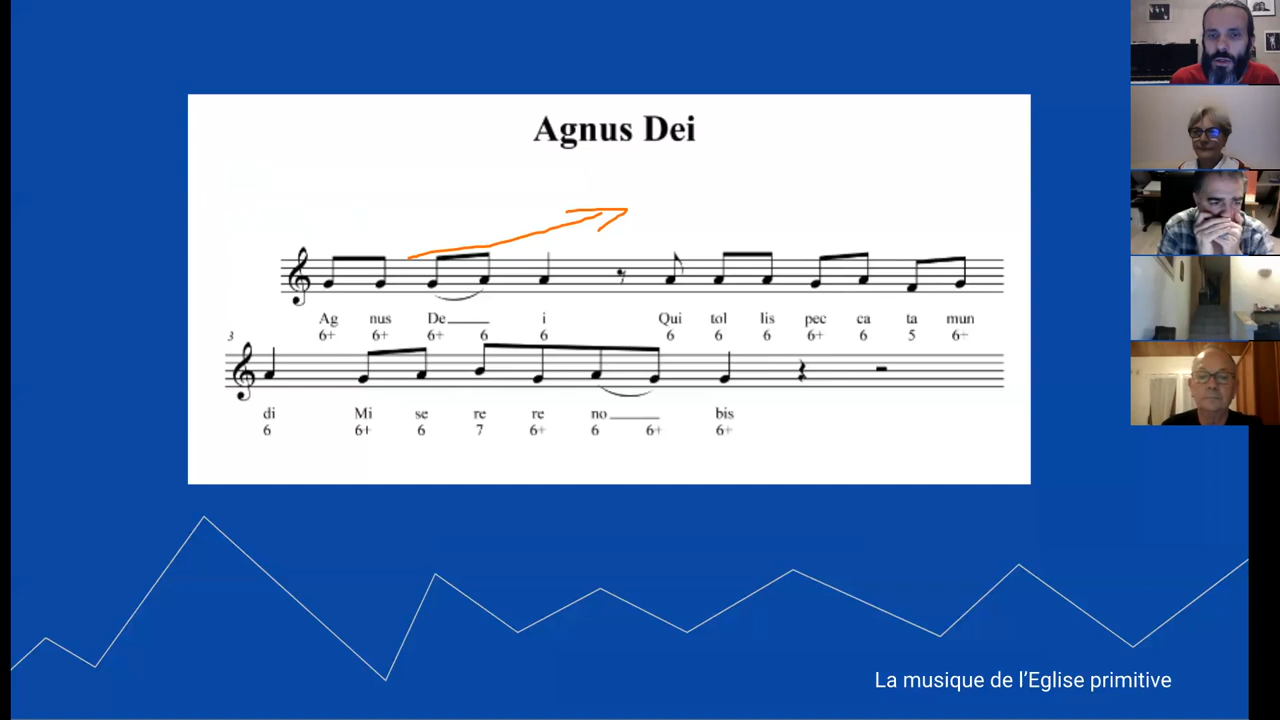 Agnus Dei
Ag nus De____ i Qui tol lis pec ca ta mun
6+ 6+ 6+ 6 6 6 6 6 6+ 6 5 6+
3
di Mi se re re no____ bis
6 6+ 6 7 6+ 6 6+ 6+
La musique de l’Eglise primitive